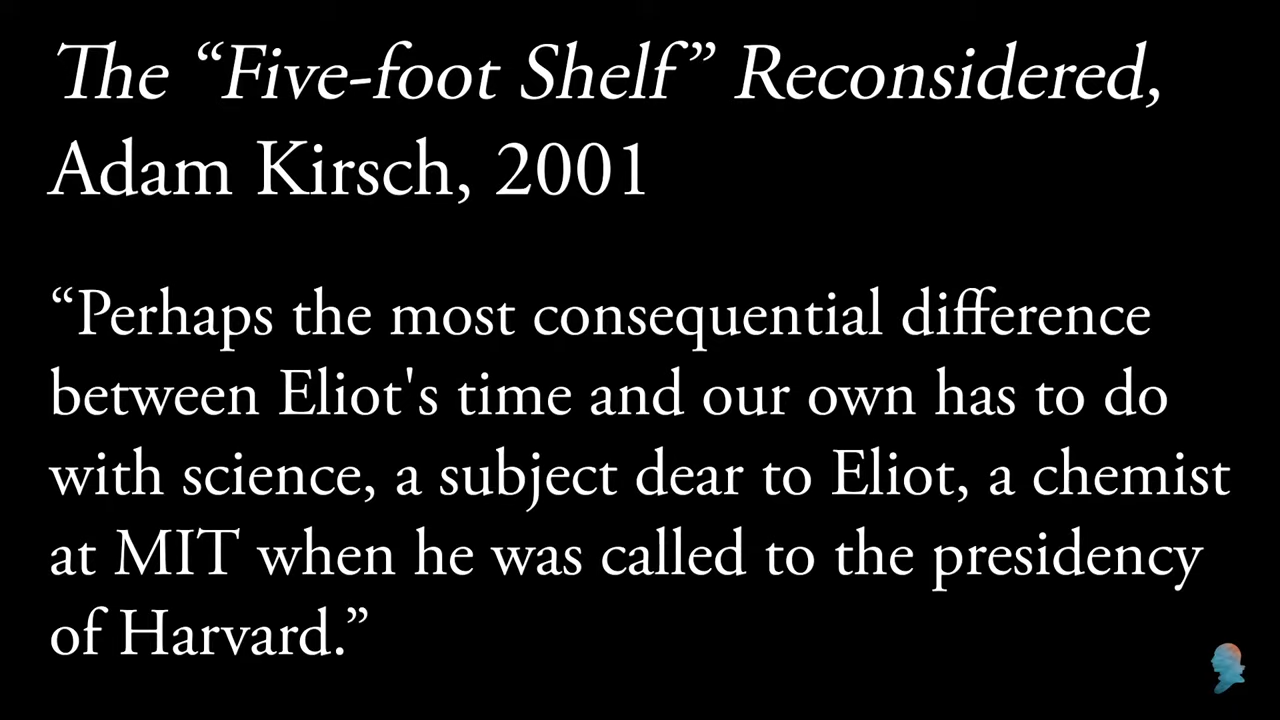 The “Five-foot Shelf” Reconsidered,
Adam Kirsch, 2001
“Perhaps the most consequential difference
between Eliot's time and our own has to do
with science, a subject dear to Eliot, a chemist
at MIT when he was called to the presidency
of Harvard.”